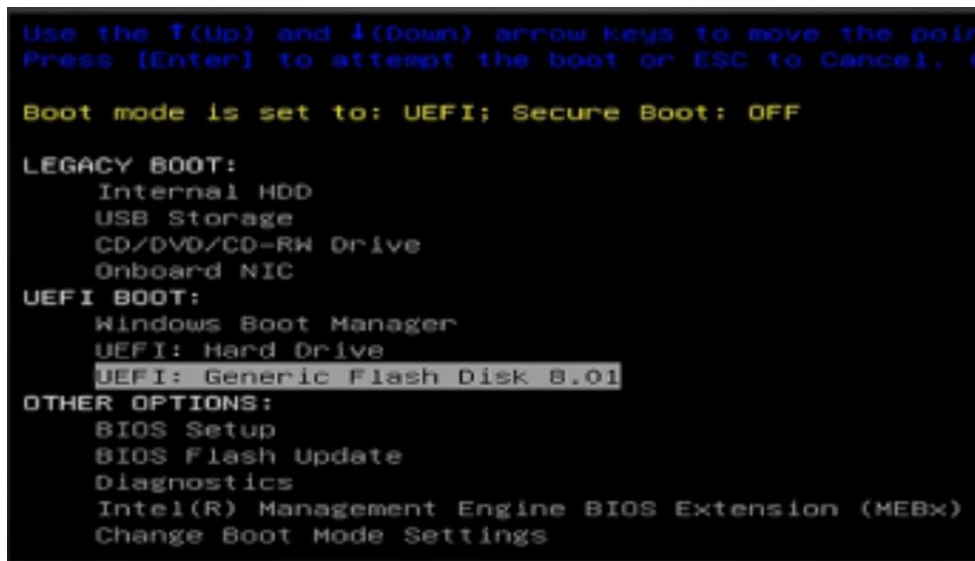 Use the ↑(Up) and ↓(Down) arrow keys to move the poin
Press [Enter] to attempt the boot or ESC to Cancel.
Boot mode is set to: UEFI; Secure Boot: OFF
LEGACY BOOT:
Internal HDD
USB Storage
CD/DVD/CD-RW Drive
Onboard NIC
UEFI BOOT:
Windows Boot Manager
UEFI: Hard Drive
UEFI: Generic Flash Disk 8.01
OTHER OPTIONS:
BIOS Setup
BIOS Flash Update
Diagnostics
Intel(R) Management Engine BIOS Extension (MEBx)
Change Boot Mode Settings